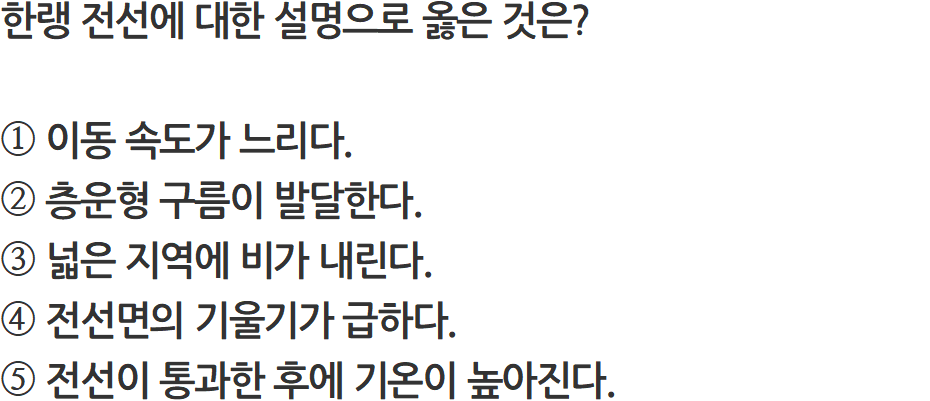 한랭 전선에 대한 설명으로 옳은 것은?
① 이동 속도가 느리다.
② 층운형 구름이 발달한다.
③ 넓은 지역에 비가 내린다.
④ 전선면의 기울기가 급하다.
⑤ 전선이 통과한 후에 기온이 높아진다.